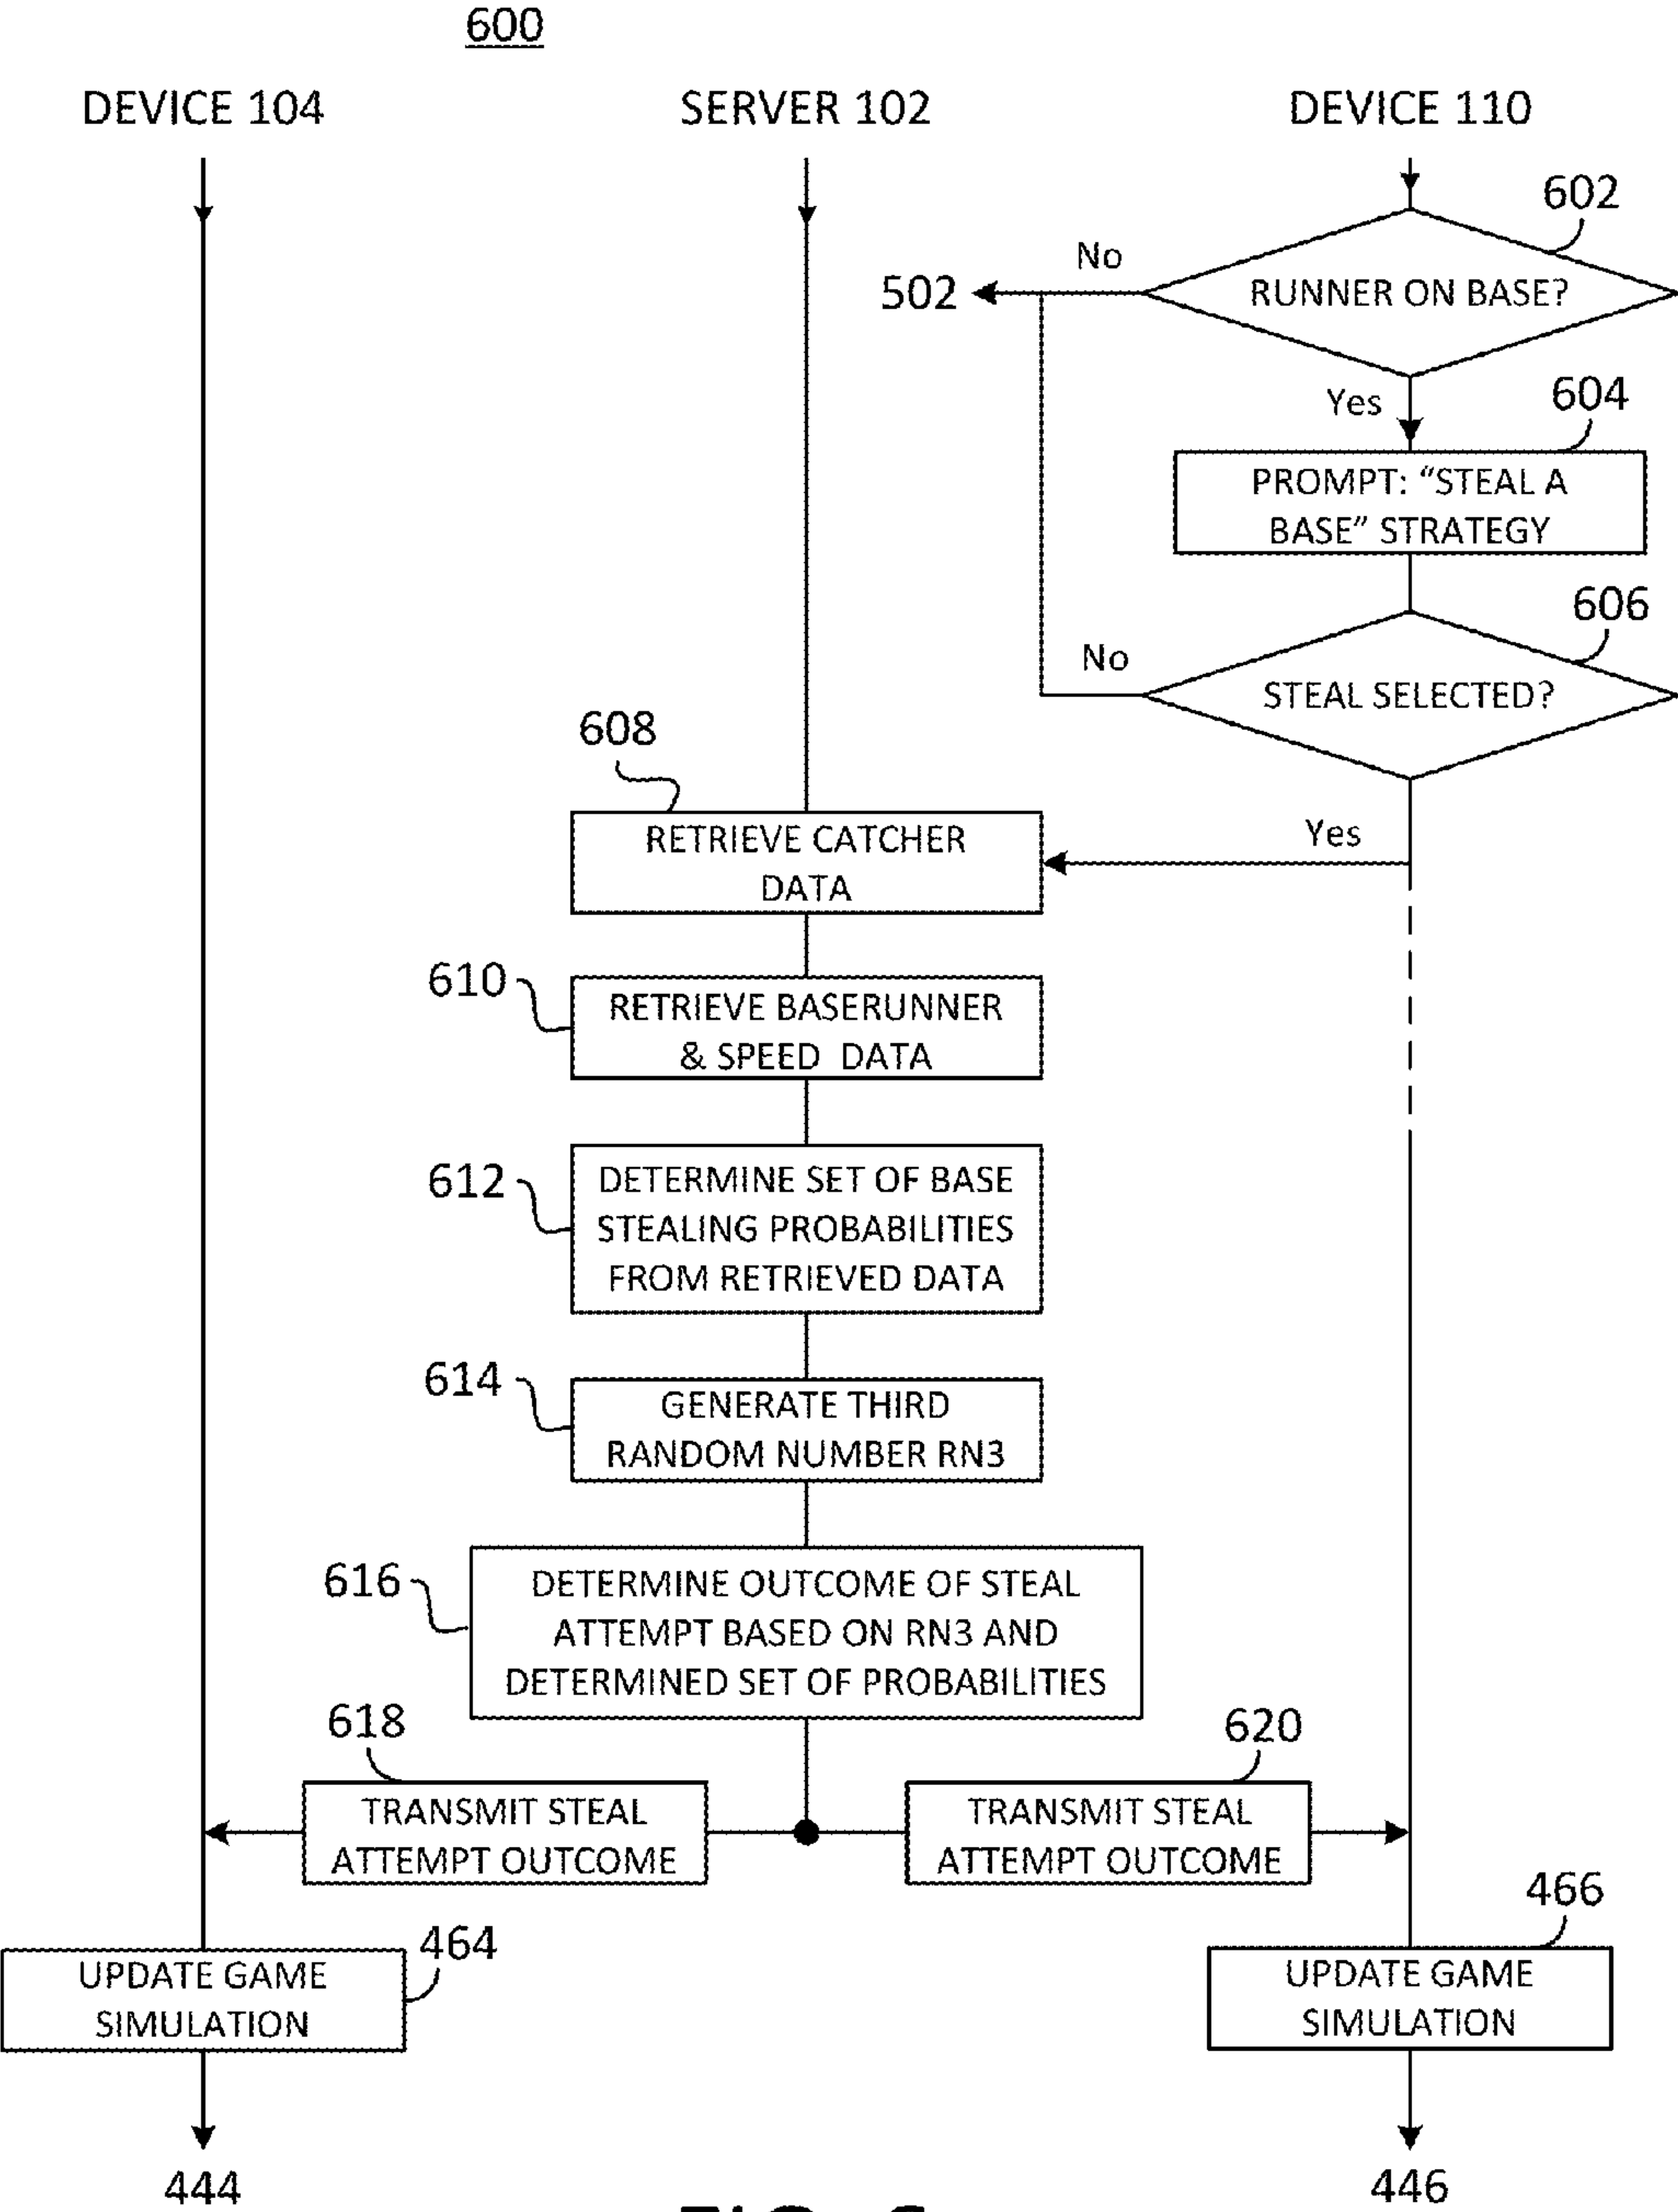 600
DEVICE 104
SERVER 102
DEVICE 110
602
No
502
RUNNER ON BASE?
Yes
604
PROMPT: “STEAL A
BASE” STRATEGY
606
No
STEAL SELECTED?
608
Yes
RETRIEVE CATCHER
DATA
610
RETRIEVE BASERUNNER
& SPEED DATA
612
DETERMINE SET OF BASE
STEALING PROBABILITIES
FROM RETRIEVED DATA
614
GENERATE THIRD
RANDOM NUMBER RN3
616
DETERMINE OUTCOME OF STEAL
ATTEMPT BASED ON RN3 AND
DETERMINED SET OF PROBABILITIES
618
TRANSMIT STEAL
ATTEMPT OUTCOME
620
TRANSMIT STEAL
ATTEMPT OUTCOME
464
UPDATE GAME
SIMULATION
466
UPDATE GAME
SIMULATION
444
446